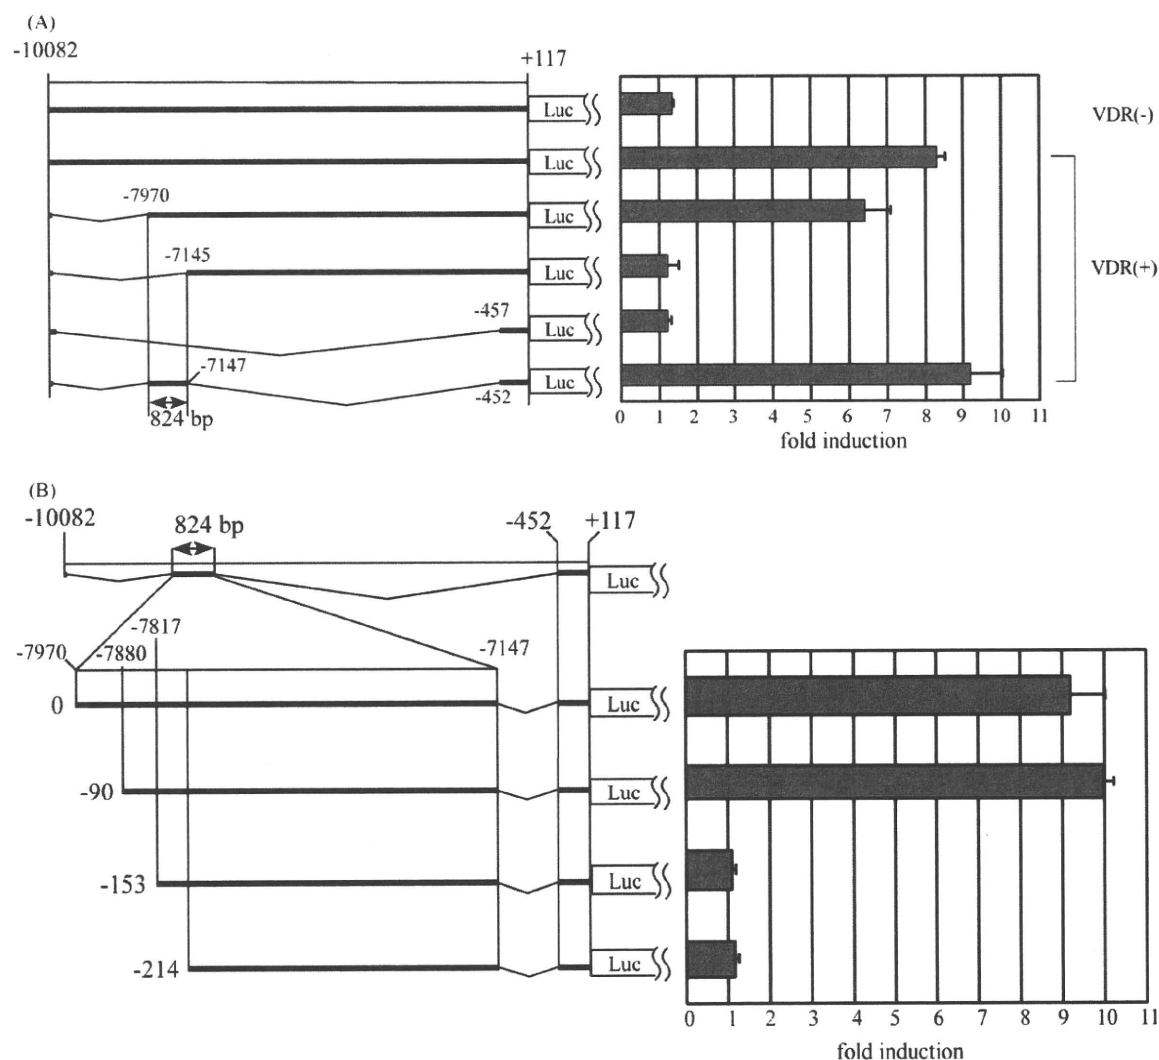 (A)
-10082
+117
Luc
VDR(-)
Luc
-7970
Luc
-7145
Luc
VDR(+)
-457
Luc
-7147
Luc
-452
824 bp
0 1 2 3 4 5 6 7 8 9 10 11
fold induction
(B)
-10082
824 bp
-452
+117
Luc
-7817
-7970
-7880
-7147
0
Luc
-90
Luc
-153
Luc
-214
Luc
0 1 2 3 4 5 6 7 8 9 10 11
fold induction